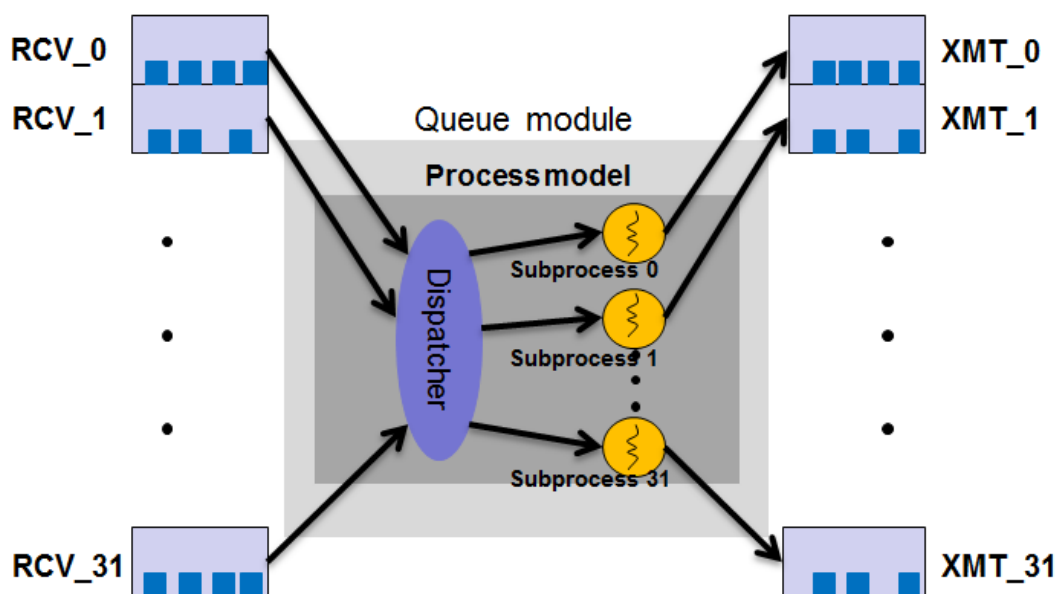 RCV_0
XMT_0
RCV_1
XMT_1
Queue module
Process model
Dispatcher
Subprocess 0
Subprocess 1
Subprocess 31
RCV_31
XMT_31